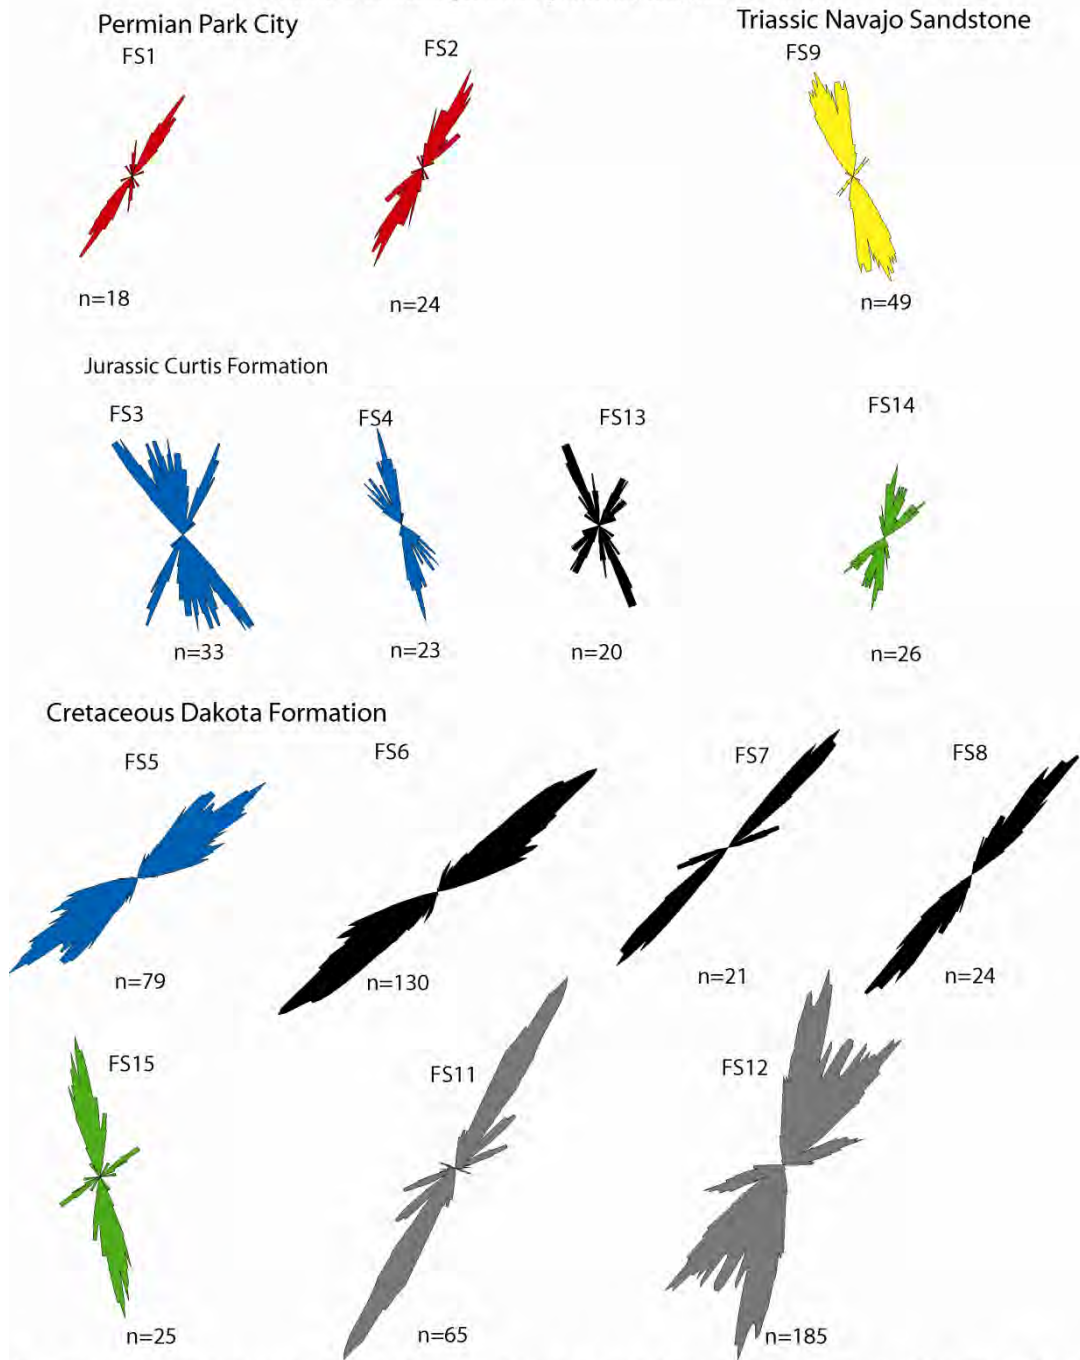 Permian Park City
Triassic Navajo Sandstone
FS1
FS2
FS9
n=18
n=24
n=49
Jurassic Curtis Formation
FS3
FS4
FS13
FS14
n=33
n=23
n=20
n=26
Cretaceous Dakota Formation
FS5
FS6
FS7
FS8
n=79
n=130
n=21
n=24
FS15
FS11
FS12
n=25
n=65
n=185